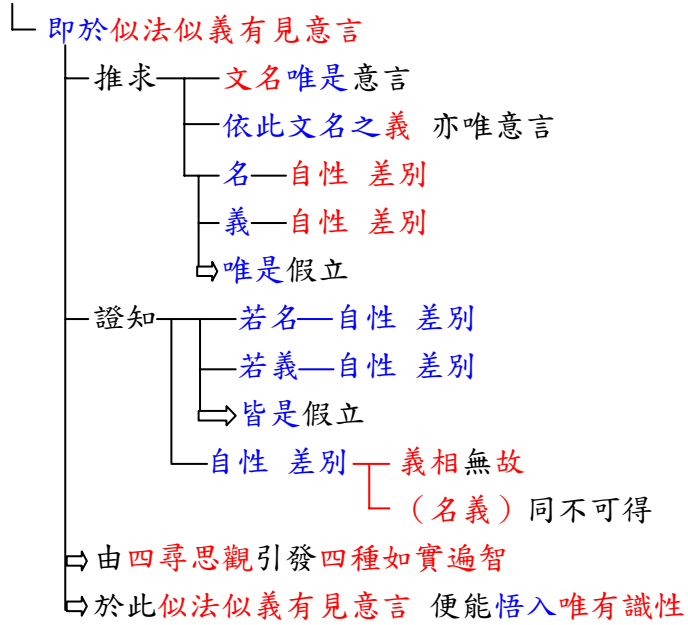 即於似法似義有見意言
推求 文名唯是意言
依此文名之義 亦唯意言
名—自性 差別
義—自性 差別
⇨唯是假立
證知 若名—自性 差別
若義—自性 差別
⇨皆是假立
自性 差別 義相無故
（名義）同不可得
⇨由四尋思觀引發四種如實遍智
⇨於此似法似義有見意言 便能悟入唯有識性